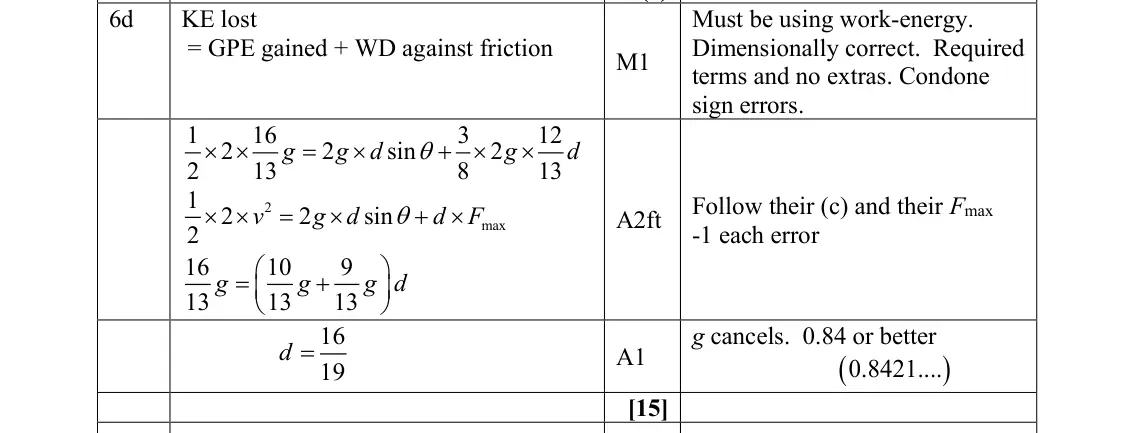 6d KE lost Must be using work-energy.
= GPE gained + WD against friction M1 Dimensionally correct. Required
terms and no extras. Condone
sign errors.
1/2 × 2 × 16/13 g = 2g × d sin θ + 3/8 × 2g × 12/13 d
1/2 × 2 × v² = 2g × d sin θ + d × Fmax A2ft Follow their (c) and their Fmax
-1 each error
16/13 g = (10/13 g + 9/13 g) d
d = 16/19 A1 g cancels. 0.84 or better
(0.8421....)
[15]